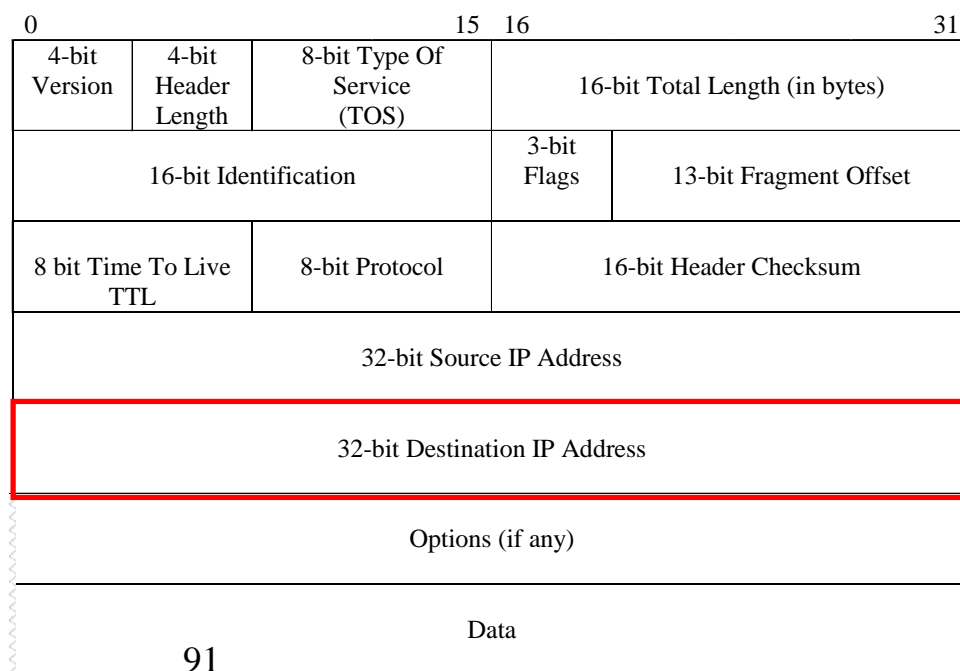 0 15 16 31
4-bit Version
4-bit Header Length
8-bit Type Of Service (TOS)
16-bit Total Length (in bytes)
16-bit Identification
3-bit Flags
13-bit Fragment Offset
8 bit Time To Live TTL
8-bit Protocol
16-bit Header Checksum
32-bit Source IP Address
32-bit Destination IP Address
Options (if any)
Data
91